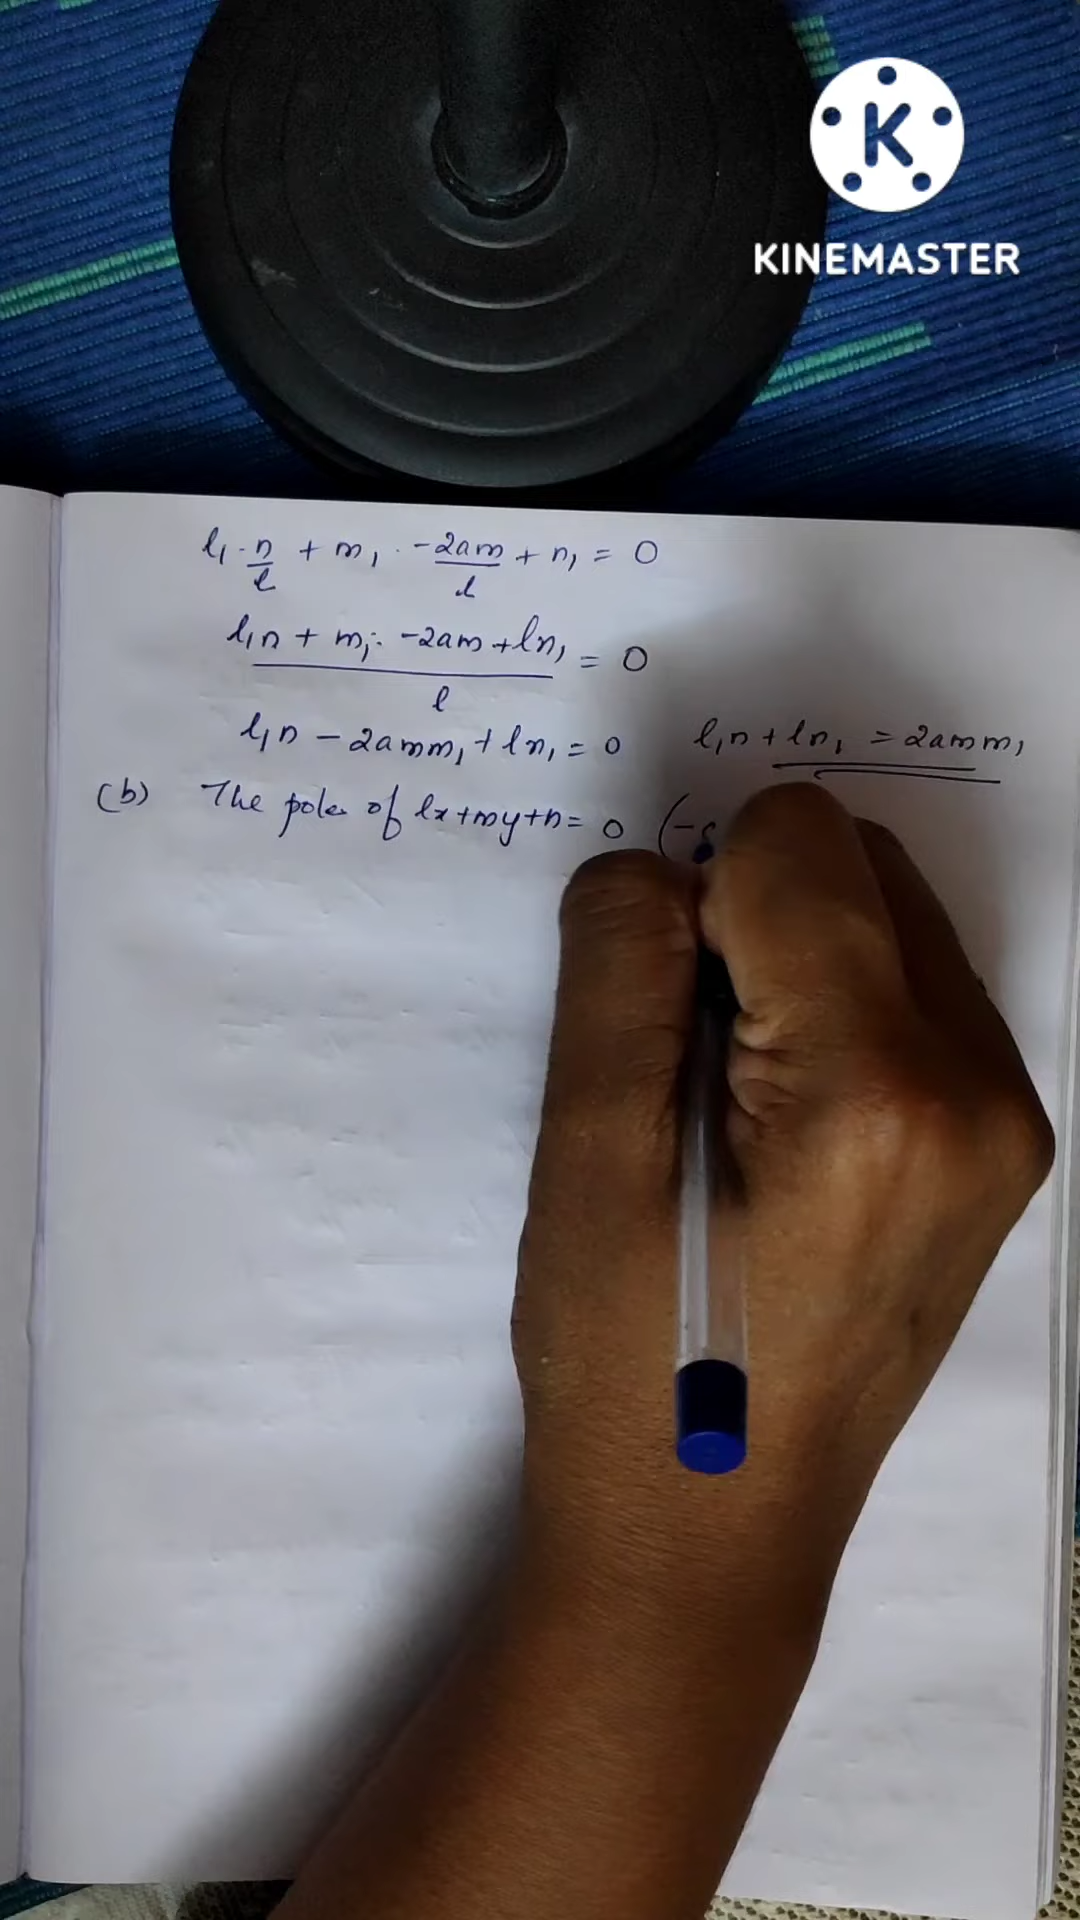 K
KINEMASTER
l₁ · n/l + m₁ · -2am/l + n₁ = 0
(l₁n + m₁ · -2am + ln₁)/l = 0
l₁n - 2amm₁ + ln₁ = 0 l₁n + ln₁ = 2amm₁
(b) The pole of lx+my+n = 0 (-